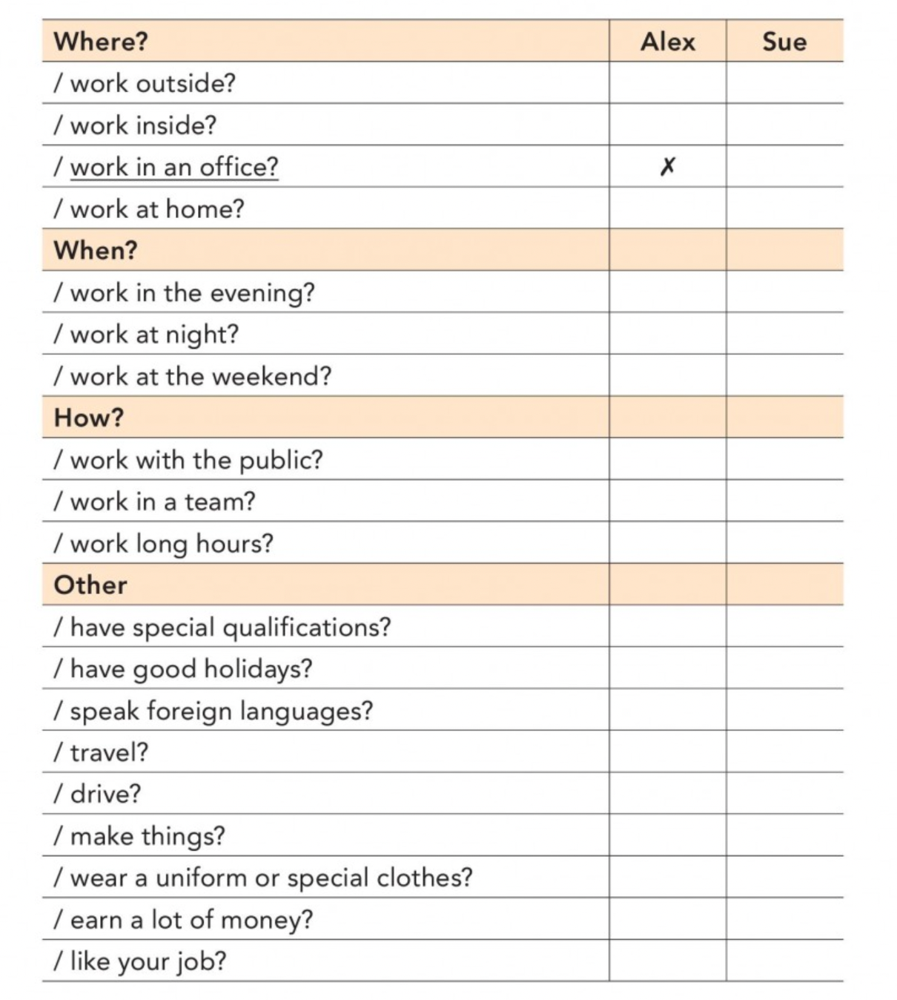 Where? Alex Sue
/ work outside?
/ work inside?
/ work in an office? ✗
/ work at home?
When?
/ work in the evening?
/ work at night?
/ work at the weekend?
How?
/ work with the public?
/ work in a team?
/ work long hours?
Other
/ have special qualifications?
/ have good holidays?
/ speak foreign languages?
/ travel?
/ drive?
/ make things?
/ wear a uniform or special clothes?
/ earn a lot of money?
/ like your job?